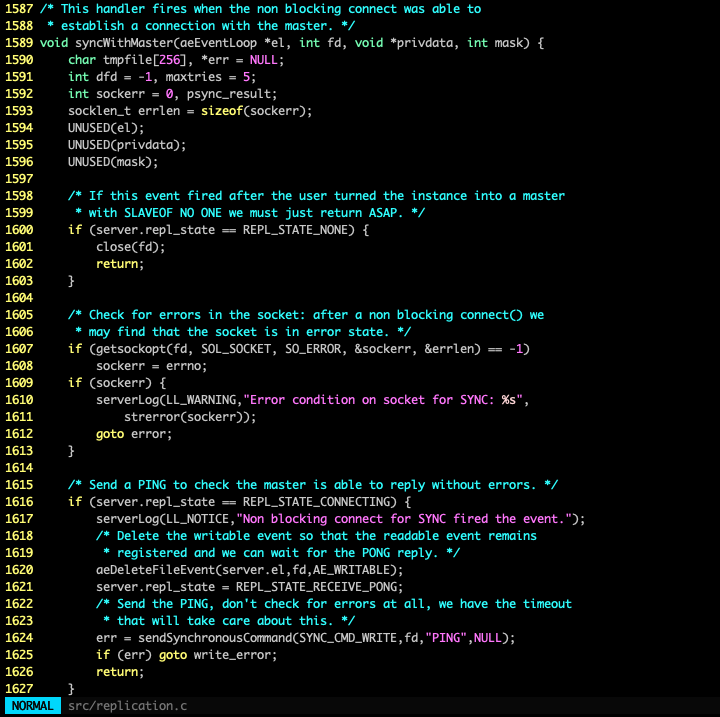 1587 /* This handler fires when the non blocking connect was able to
1588  * establish a connection with the master. */
1589 void syncWithMaster(aeEventLoop *el, int fd, void *privdata, int mask) {
1590     char tmpfile[256], *err = NULL;
1591     int dfd = -1, maxtries = 5;
1592     int sockerr = 0, psync_result;
1593     socklen_t errlen = sizeof(sockerr);
1594     UNUSED(el);
1595     UNUSED(privdata);
1596     UNUSED(mask);
1597
1598     /* If this event fired after the user turned the instance into a master
1599      * with SLAVEOF NO ONE we must just return ASAP. */
1600     if (server.repl_state == REPL_STATE_NONE) {
1601         close(fd);
1602         return;
1603     }
1604
1605     /* Check for errors in the socket: after a non blocking connect() we
1606      * may find that the socket is in error state. */
1607     if (getsockopt(fd, SOL_SOCKET, SO_ERROR, &sockerr, &errlen) == -1)
1608         sockerr = errno;
1609     if (sockerr) {
1610         serverLog(LL_WARNING,"Error condition on socket for SYNC: %s",
1611             strerror(sockerr));
1612         goto error;
1613     }
1614
1615     /* Send a PING to check the master is able to reply without errors. */
1616     if (server.repl_state == REPL_STATE_CONNECTING) {
1617         serverLog(LL_NOTICE,"Non blocking connect for SYNC fired the event.");
1618         /* Delete the writable event so that the readable event remains
1619          * registered and we can wait for the PONG reply. */
1620         aeDeleteFileEvent(server.el,fd,AE_WRITABLE);
1621         server.repl_state = REPL_STATE_RECEIVE_PONG;
1622         /* Send the PING, don't check for errors at all, we have the timeout
1623          * that will take care about this. */
1624         err = sendSynchronousCommand(SYNC_CMD_WRITE,fd,"PING",NULL);
1625         if (err) goto write_error;
1626         return;
1627     }
NORMAL src/replication.c